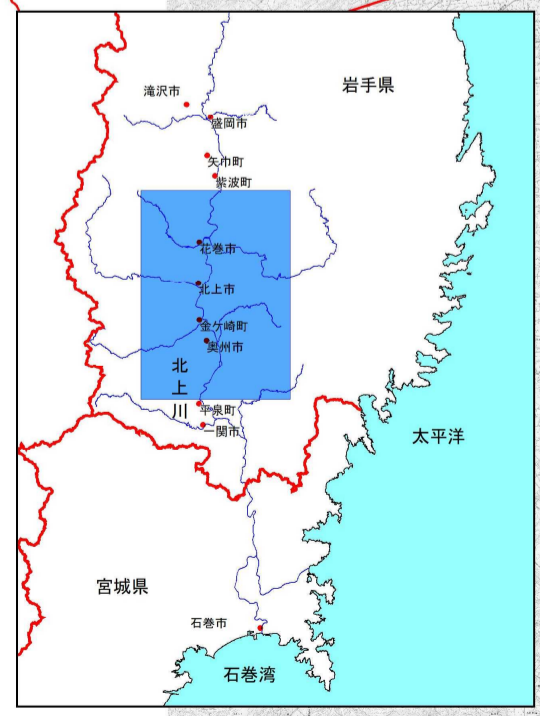 岩手県
滝沢市
盛岡市
矢巾町
紫波町
花巻市
北上市
金ケ崎町
奥州市
北上川
平泉町
一関市
太平洋
宮城県
石巻市
石巻湾